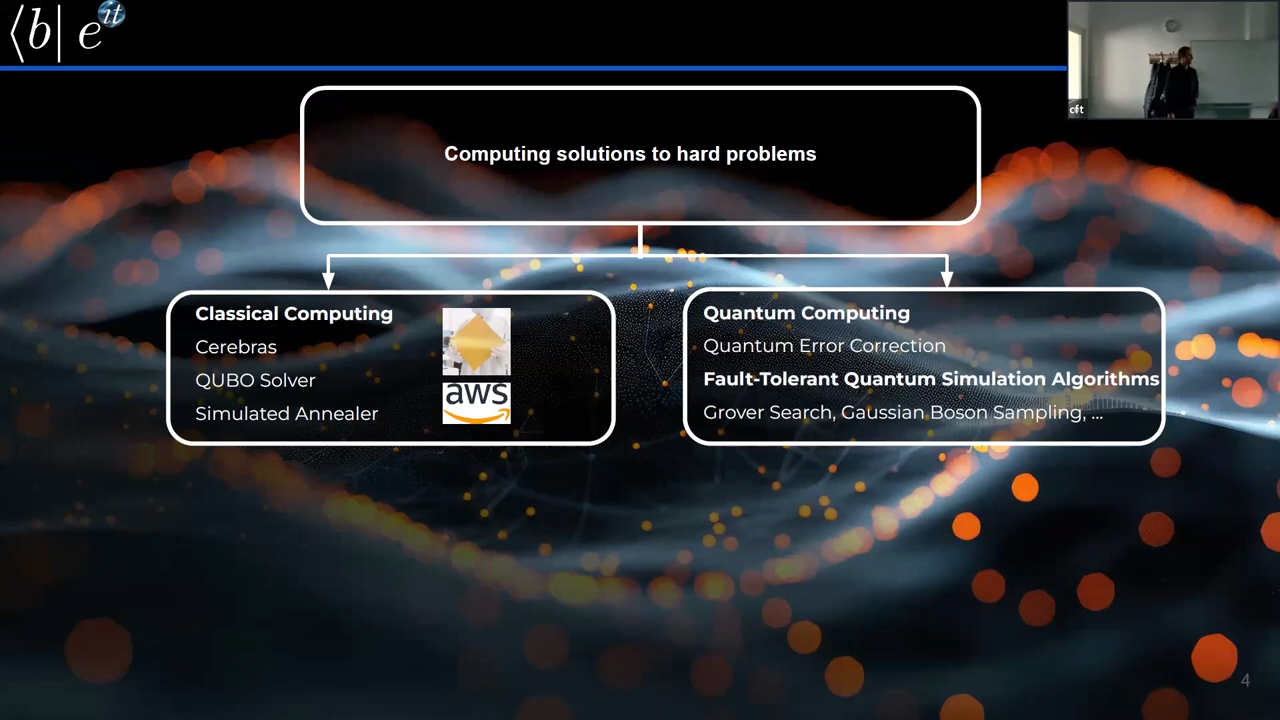 ⟨b| e^it
cft
Computing solutions to hard problems
Classical Computing
Cerebras
QUBO Solver
Simulated Annealer
aws
Quantum Computing
Quantum Error Correction
Fault-Tolerant Quantum Simulation Algorithms
Grover Search, Gaussian Boson Sampling, ...
4